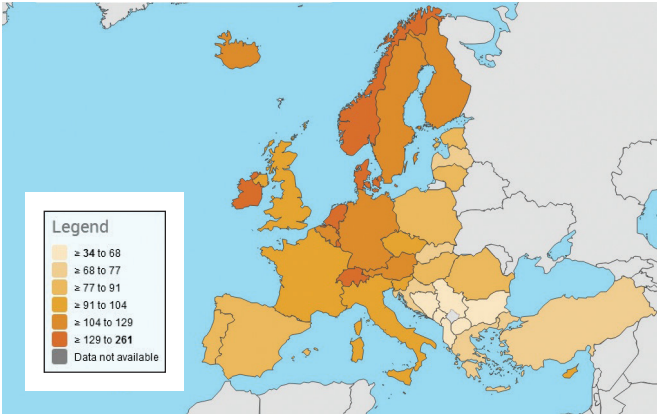 Legend
≥ 34 to 68
≥ 68 to 77
≥ 77 to 91
≥ 91 to 104
≥ 104 to 129
≥ 129 to 261
Data not available